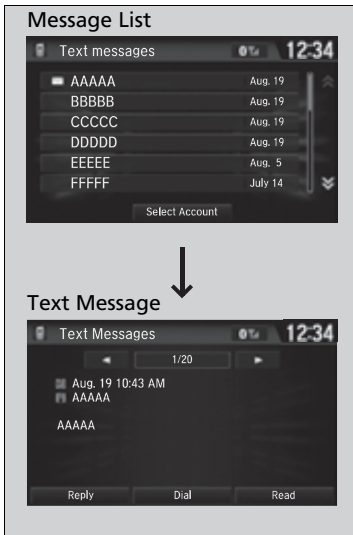 Message List
Text messages 12:34
AAAAA Aug. 19
BBBBB Aug. 19
CCCCC Aug. 19
DDDDD Aug. 19
EEEEE Aug. 5
FFFFF July 14
Select Account
Text Message
Text Messages 12:34
1/20
Aug. 19 10:43 AM
AAAAA
AAAAA
Reply Dial Read